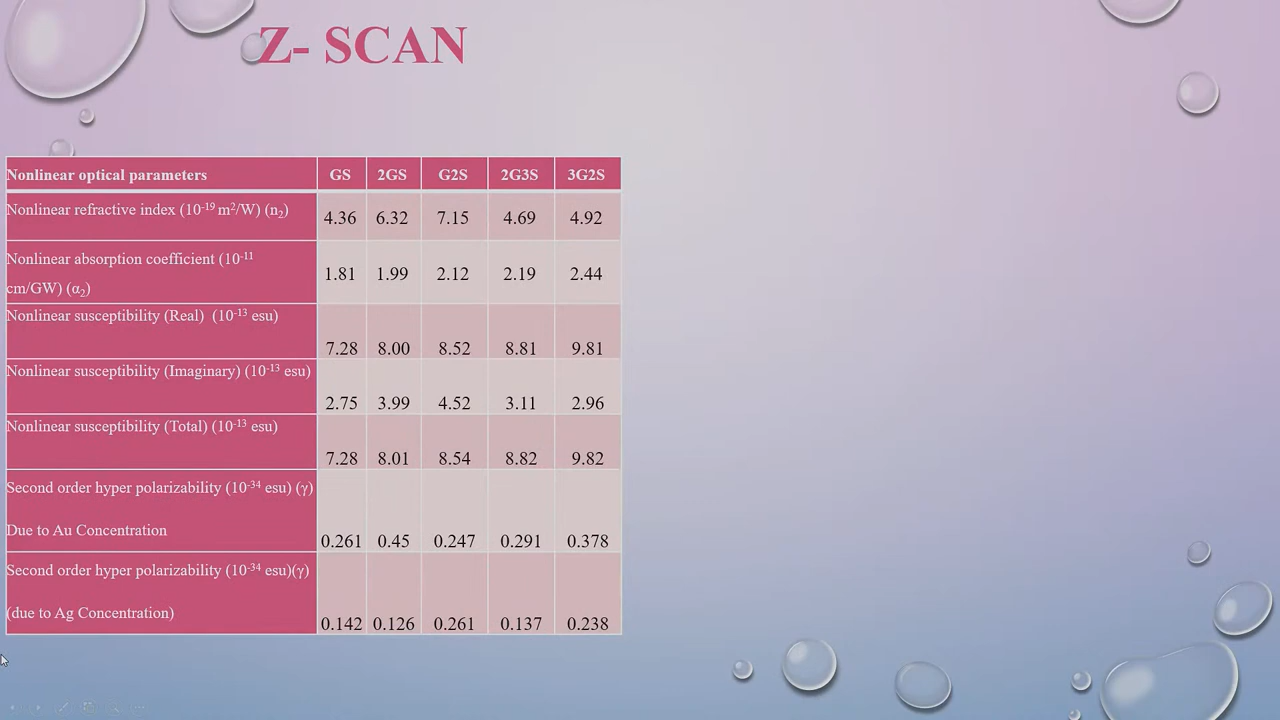 Z- SCAN
Nonlinear optical parameters GS 2GS G2S 2G3S 3G2S
Nonlinear refractive index (10⁻¹⁹ m²/W) (n₂) 4.36 6.32 7.15 4.69 4.92
Nonlinear absorption coefficient (10⁻¹¹
cm/GW) (α₂) 1.81 1.99 2.12 2.19 2.44
Nonlinear susceptibility (Real) (10⁻¹³ esu)
7.28 8.00 8.52 8.81 9.81
Nonlinear susceptibility (Imaginary) (10⁻¹³ esu)
2.75 3.99 4.52 3.11 2.96
Nonlinear susceptibility (Total) (10⁻¹³ esu)
7.28 8.01 8.54 8.82 9.82
Second order hyper polarizability (10⁻³⁴ esu) (γ)
Due to Au Concentration 0.261 0.45 0.247 0.291 0.378
Second order hyper polarizability (10⁻³⁴ esu)(γ)
(due to Ag Concentration) 0.142 0.126 0.261 0.137 0.238